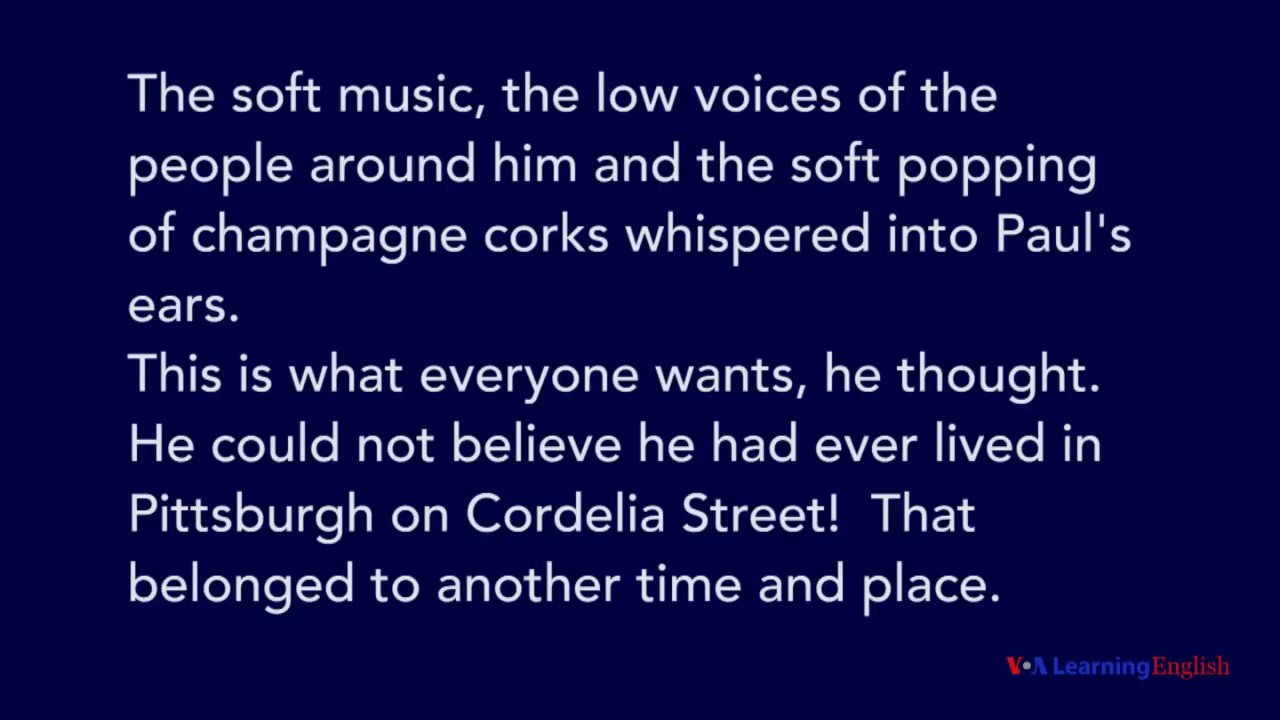 The soft music, the low voices of the
people around him and the soft popping
of champagne corks whispered into Paul's
ears.
This is what everyone wants, he thought.
He could not believe he had ever lived in
Pittsburgh on Cordelia Street!  That
belonged to another time and place.
VOA Learning English